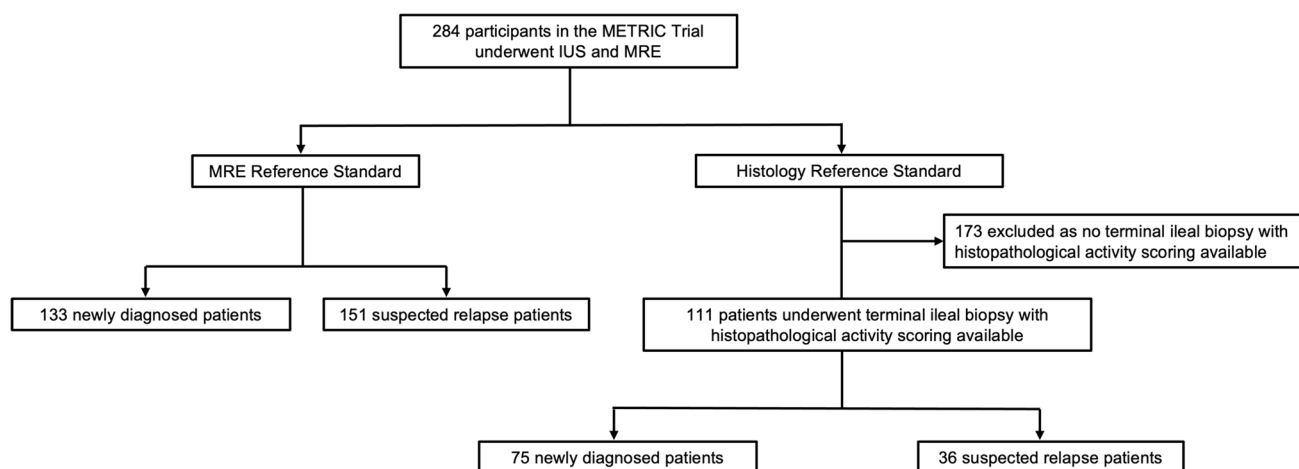 284 participants in the METRIC Trial
underwent IUS and MRE
MRE Reference Standard
Histology Reference Standard
173 excluded as no terminal ileal biopsy with
histopathological activity scoring available
133 newly diagnosed patients
151 suspected relapse patients
111 patients underwent terminal ileal biopsy with
histopathological activity scoring available
75 newly diagnosed patients
36 suspected relapse patients